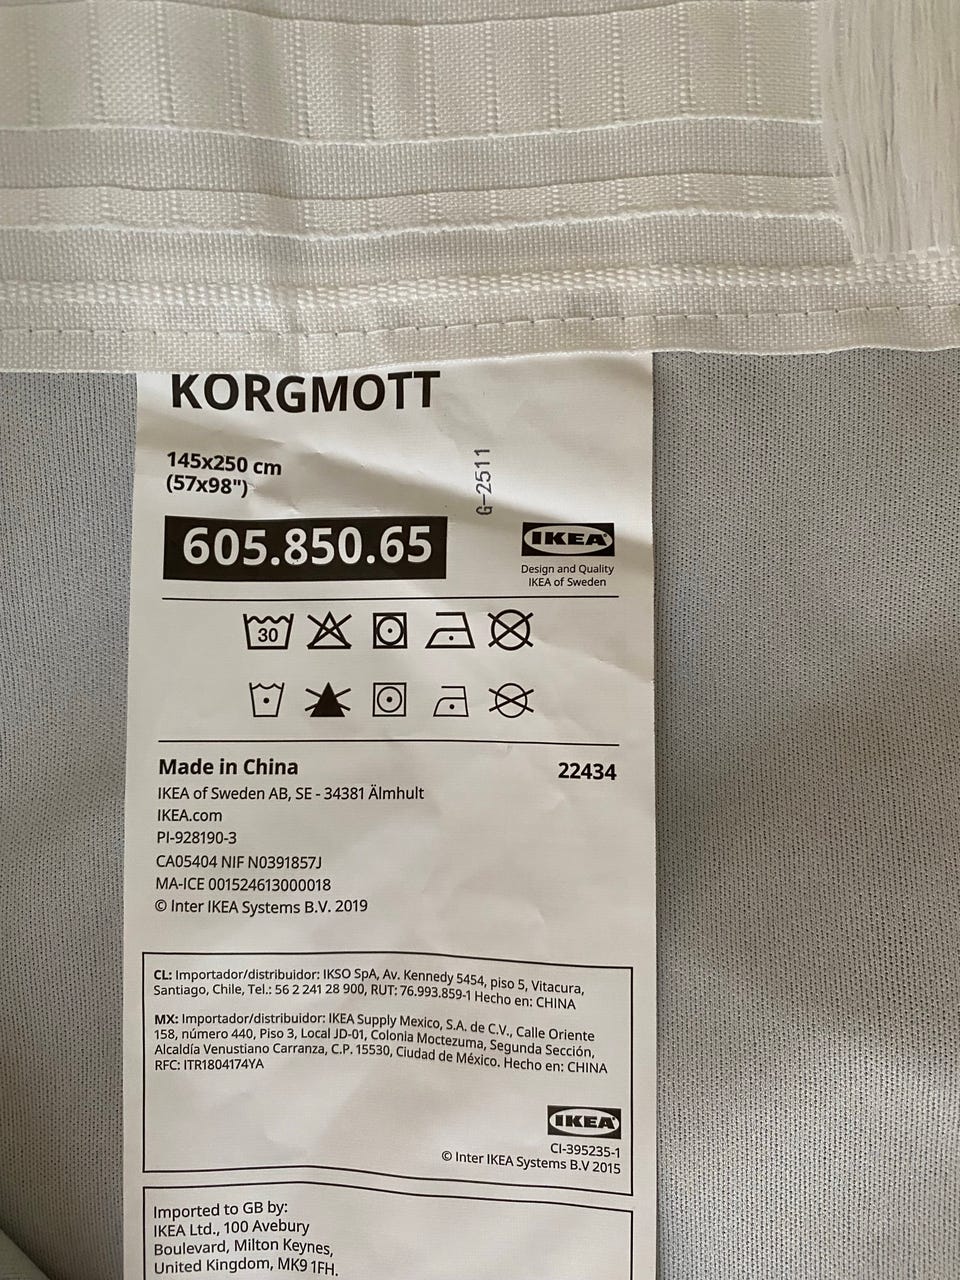 KORGMOTT
145x250 cm
(57x98")
G-2511
605.850.65
IKEA
Design and Quality
IKEA of Sweden
30
Made in China
22434
IKEA of Sweden AB, SE - 34381 Älmhult
IKEA.com
PI-928190-3
CA05404 NIF N0391857J
MA-ICE 001524613000018
© Inter IKEA Systems B.V. 2019
CL: Importador/distribuidor: IKSO SpA, Av. Kennedy 5454, piso 5, Vitacura,
Santiago, Chile, Tel.: 56 2 241 28 900, RUT: 76.993.859-1 Hecho en: CHINA
MX: Importador/distribuidor: IKEA Supply Mexico, S.A. de C.V., Calle Oriente
158, número 440, Piso 3, Local JD-01, Colonia Moctezuma, Segunda Sección,
Alcaldía Venustiano Carranza, C.P. 15530, Ciudad de México. Hecho en: CHINA
RFC: ITR1804174YA
IKEA
CI-395235-1
© Inter IKEA Systems B.V 2015
Imported to GB by:
IKEA Ltd., 100 Avebury
Boulevard, Milton Keynes,
United Kingdom, MK9 1FH.